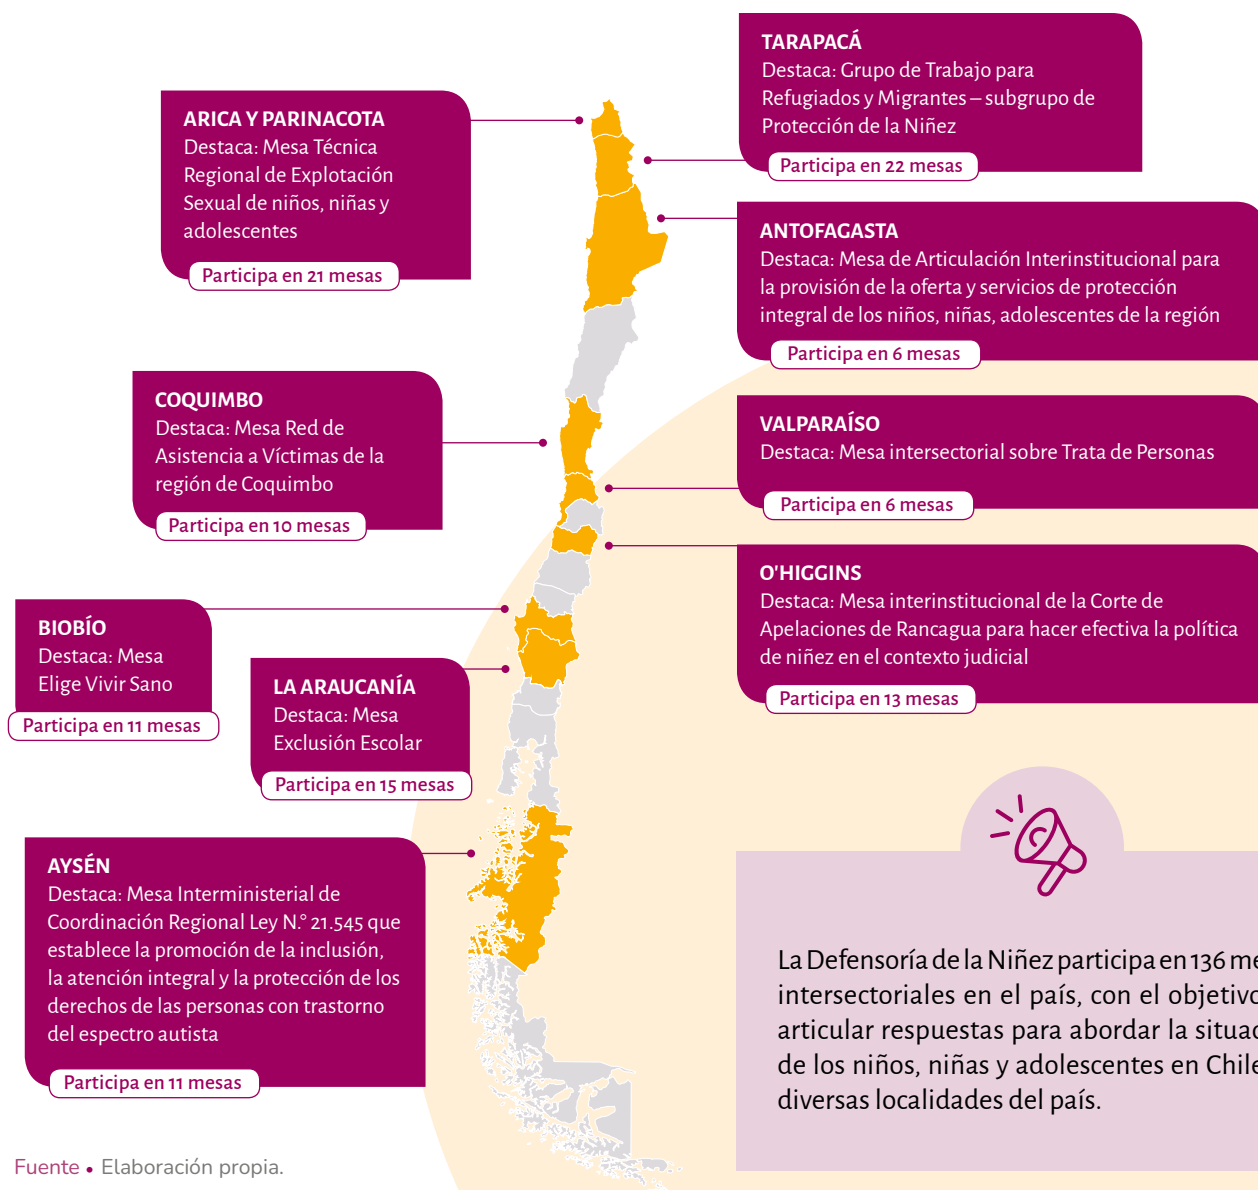 TARAPACÁ
Destaca: Grupo de Trabajo para
Refugiados y Migrantes – subgrupo de
Protección de la Niñez
Participa en 22 mesas
ARICA Y PARINACOTA
Destaca: Mesa Técnica
Regional de Explotación
Sexual de niños, niñas y
adolescentes
Participa en 21 mesas
ANTOFAGASTA
Destaca: Mesa de Articulación Interinstitucional para
la provisión de la oferta y servicios de protección
integral de los niños, niñas, adolescentes de la región
Participa en 6 mesas
COQUIMBO
Destaca: Mesa Red de
Asistencia a Víctimas de la
región de Coquimbo
Participa en 10 mesas
VALPARAÍSO
Destaca: Mesa intersectorial sobre Trata de Personas
Participa en 6 mesas
O'HIGGINS
Destaca: Mesa interinstitucional de la Corte de
Apelaciones de Rancagua para hacer efectiva la política
de niñez en el contexto judicial
Participa en 13 mesas
BIOBÍO
Destaca: Mesa
Elige Vivir Sano
Participa en 11 mesas
LA ARAUCANÍA
Destaca: Mesa
Exclusión Escolar
Participa en 15 mesas
AYSÉN
Destaca: Mesa Interministerial de
Coordinación Regional Ley N.° 21.545 que
establece la promoción de la inclusión,
la atención integral y la protección de los
derechos de las personas con trastorno
del espectro autista
Participa en 11 mesas
La Defensoría de la Niñez participa en 136
intersectoriales en el país, con el objetivo
articular respuestas para abordar la
de los niños, niñas y adolescentes en Chile
diversas localidades del país.
Fuente • Elaboración propia.